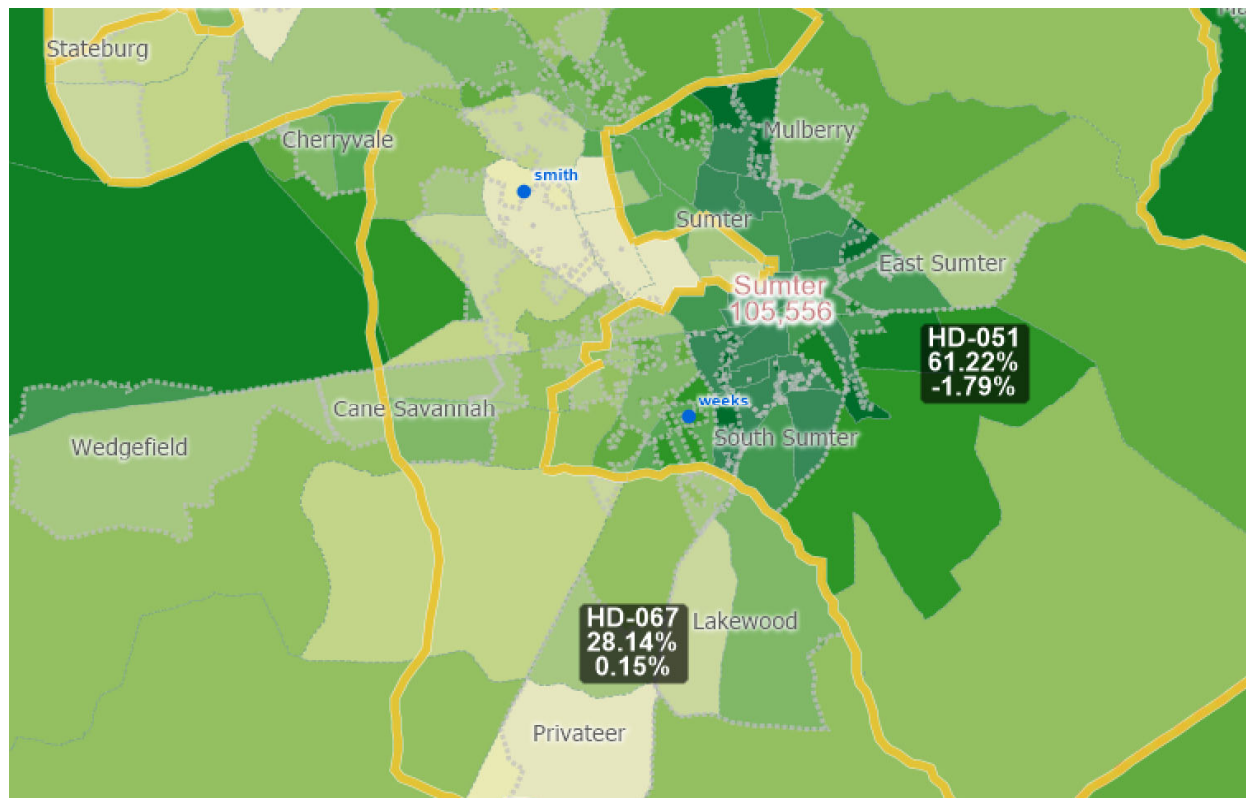 Stateburg
Cherryvale
Mulberry
smith
Sumter
East Sumter
Sumter
105,556
HD-051
61.22%
-1.79%
weeks
Cane Savannah
South Sumter
Wedgefield
HD-067
28.14%
0.15%
Lakewood
Privateer